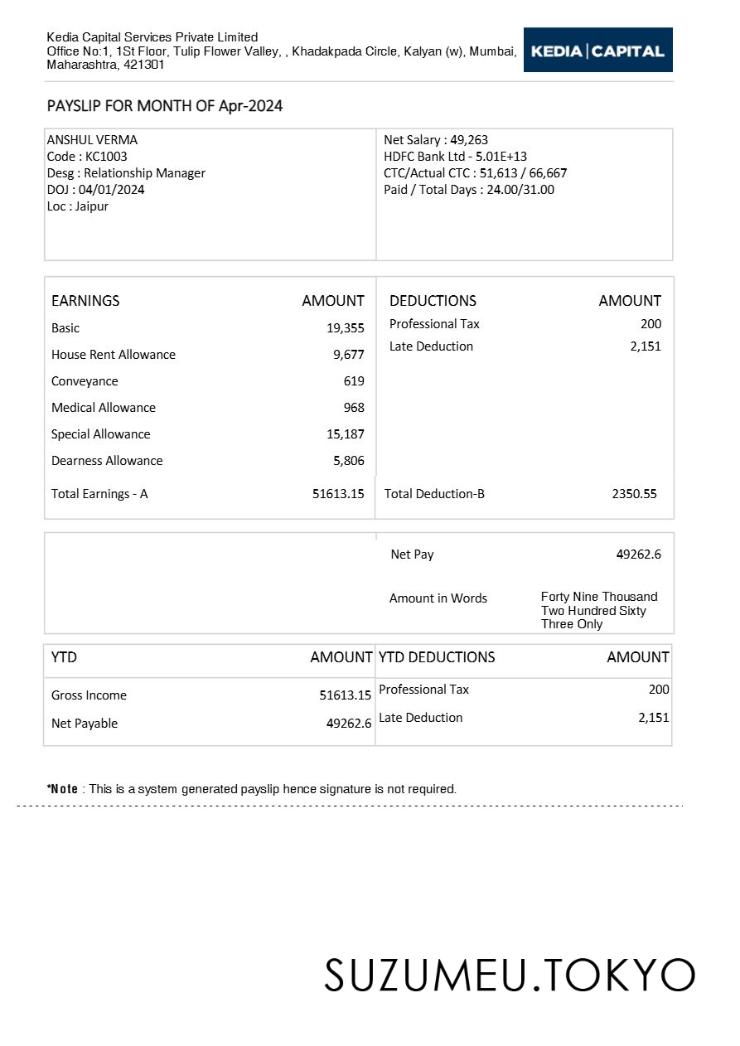 Kedia Capital Services Private Limited
Office No:1, 1St Floor, Tulip Flower Valley, , Khadakpada Circle, Kalyan (w), Mumbai,
Maharashtra, 421301
KEDIA|CAPITAL
PAYSLIP FOR MONTH OF Apr-2024
ANSHUL VERMA
Code : KC1003
Desg : Relationship Manager
DOJ : 04/01/2024
Loc : Jaipur
Net Salary : 49,263
HDFC Bank Ltd - 5.01E+13
CTC/Actual CTC : 51,613 / 66,667
Paid / Total Days : 24.00/31.00
EARNINGS AMOUNT
Basic 19,355
House Rent Allowance 9,677
Conveyance 619
Medical Allowance 968
Special Allowance 15,187
Dearness Allowance 5,806
Total Earnings - A 51613.15
DEDUCTIONS AMOUNT
Professional Tax 200
Late Deduction 2,151
Total Deduction-B 2350.55
Net Pay 49262.6
Amount in Words Forty Nine Thousand
Two Hundred Sixty
Three Only
YTD AMOUNT
Gross Income 51613.15
Net Payable 49262.6
YTD DEDUCTIONS AMOUNT
Professional Tax 200
Late Deduction 2,151
*Note : This is a system generated payslip hence signature is not required.
SUZUMEU.TOKYO